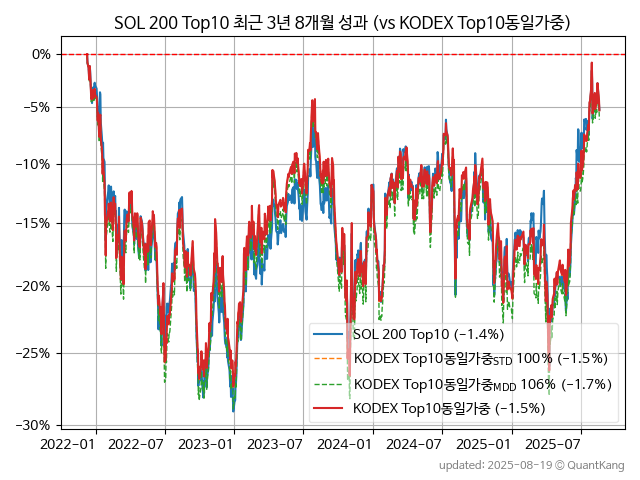 SOL 200 Top10 최근 3년 8개월 성과 (vs KODEX Top10동일가중)
0%
−5%
−10%
−15%
−20%
−25%
−30%
SOL 200 Top10 (−1.4%)
KODEX Top10동일가중STD 100% (−1.5%)
KODEX Top10동일가중MDD 106% (−1.7%)
KODEX Top10동일가중 (−1.5%)
2022-01 2022-07 2023-01 2023-07 2024-01 2024-07 2025-01 2025-07
updated: 2025-08-19 © QuantKang